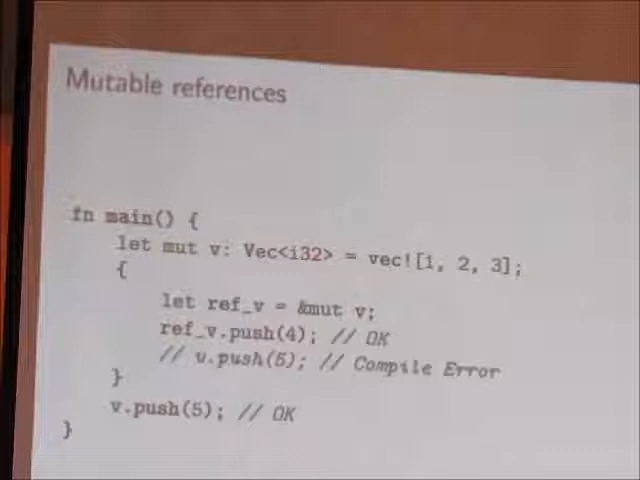 Mutable references
fn main() {
let mut v: Vec<i32> = vec![1, 2, 3];
{
let ref_v = &mut v;
ref_v.push(4); // OK
// v.push(5); // Compile Error
}
v.push(5); // OK
}